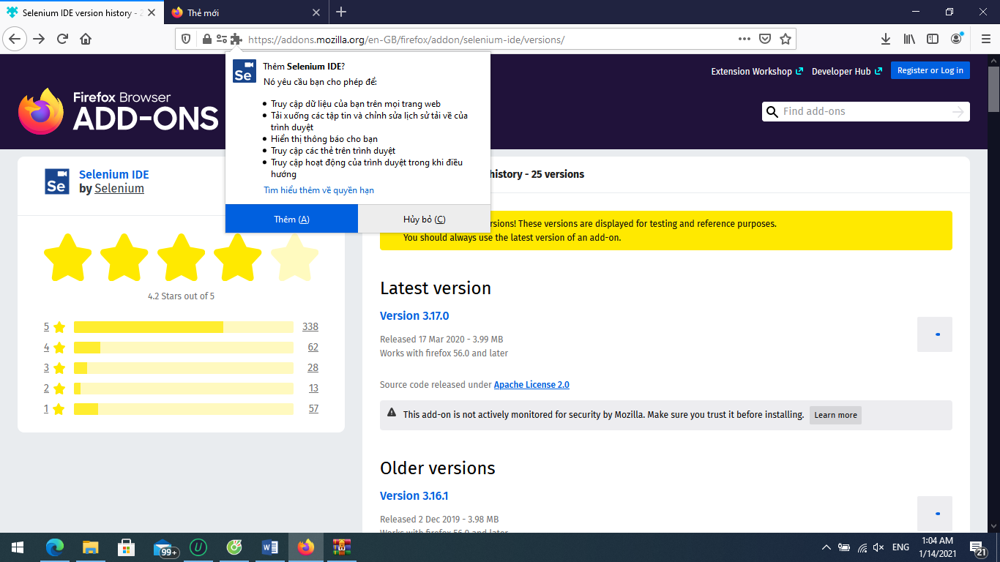 Selenium IDE version history - 2
Thẻ mới
https://addons.mozilla.org/en-GB/firefox/addon/selenium-ide/versions/
Extension Workshop
Developer Hub
Register or Log in
Firefox Browser
ADD-ONS
Find add-ons
Se
Thêm Selenium IDE?
Nó yêu cầu bạn cho phép để:
Truy cập dữ liệu của bạn trên mọi trang web
Tải xuống các tập tin và chỉnh sửa lịch sử tải về của
trình duyệt
Hiển thị thông báo cho bạn
Truy cập các thẻ trên trình duyệt
Truy cập hoạt động của trình duyệt trong khi điều
hướng
Tìm hiểu thêm về quyền hạn
Thêm (A)
Hủy bỏ (C)
Se
Selenium IDE
by Selenium
4.2 Stars out of 5
5 338
4 62
3 28
2 13
1 57
history - 25 versions
ersions! These versions are displayed for testing and reference purposes.
You should always use the latest version of an add-on.
Latest version
Version 3.17.0
Released 17 Mar 2020 - 3.99 MB
Works with firefox 56.0 and later
Source code released under Apache License 2.0
This add-on is not actively monitored for security by Mozilla. Make sure you trust it before installing.
Learn more
Older versions
Version 3.16.1
Released 2 Dec 2019 - 3.98 MB
Works with firefox 56.0 and later
99+
ENG
1:04 AM
1/14/2021
21